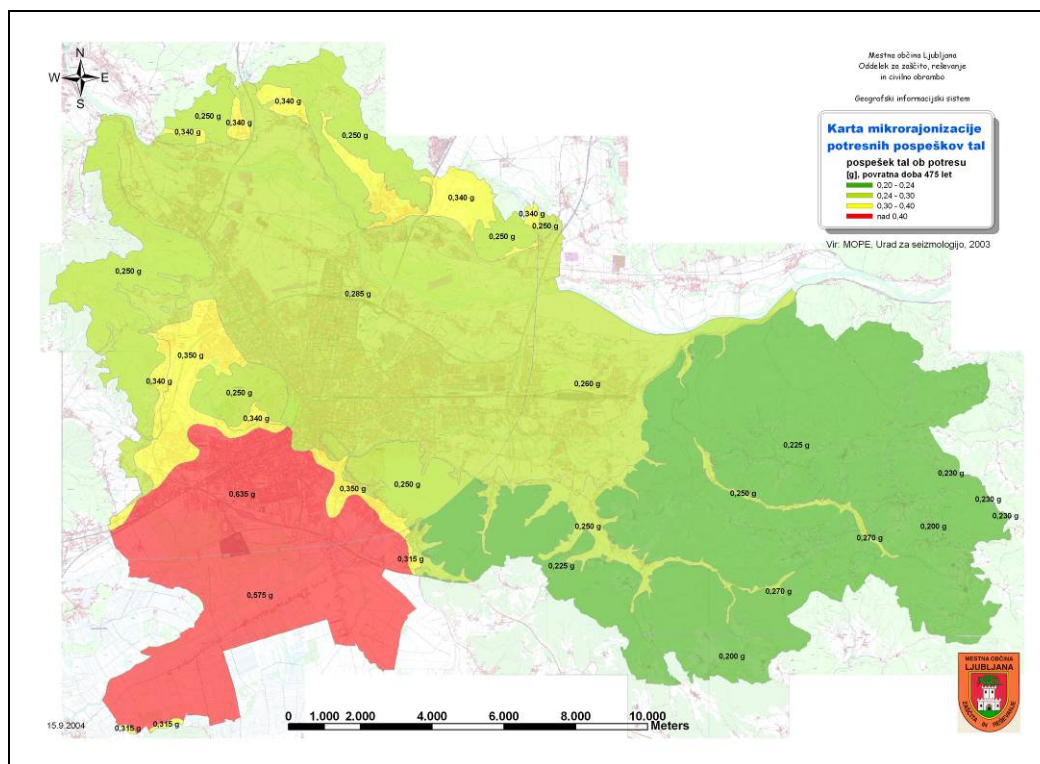 N
W E
S
Mestna občina Ljubljana
Oddelek za zaščito, reševanje
in civilno obrambo
Geografski informacijski sistem
Karta mikrorajonizacije
potresnih pospeškov tal
pospešek tal ob potresu
[g], povratna doba 475 let
0,20 - 0,24
0,24 - 0,30
0,30 - 0,40
nad 0,40
Vir: MOPE, Urad za seizmologijo, 2003
0,340 g
0,250 g
0,340 g
0,340 g
0,250 g
0,340 g
0,340 g
0,250 g
0,250 g
0,250 g
0,285 g
0,350 g
0,340 g
0,250 g
0,260 g
0,340 g
0,225 g
0,635 g
0,350 g
0,250 g
0,250 g
0,230 g
0,230 g
0,230 g
0,250 g
0,200 g
0,270 g
0,315 g
0,225 g
0,575 g
0,270 g
0,200 g
MESTNA OBČINA
LJUBLJANA
ZAŠČITA IN REŠEVANJE
15.9.2004
0,315 g
0,315 g
0 1.000 2.000 4.000 6.000 8.000 10.000
Meters